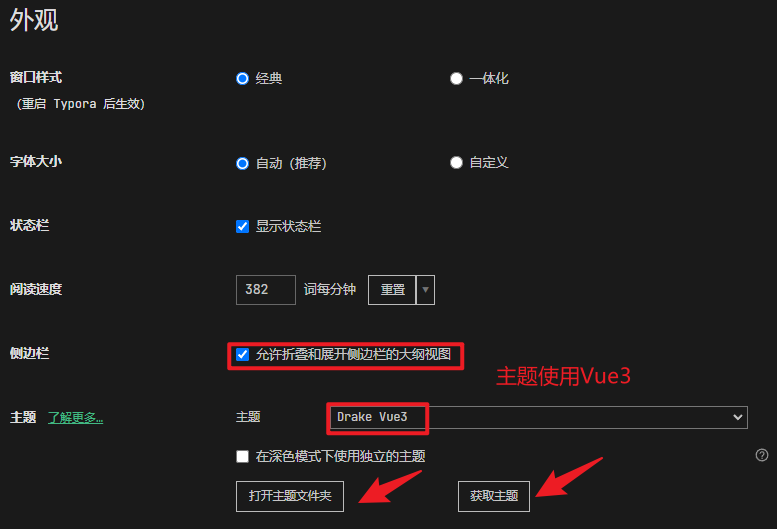 外观
窗口样式 经典 一体化
(重启 Typora 后生效)
字体大小 自动（推荐） 自定义
状态栏 显示状态栏
阅读速度 382 词每分钟 重置
侧边栏 允许折叠和展开侧边栏的大纲视图
主题使用Vue3
主题 了解更多... 主题 Drake Vue3
在深色模式下使用独立的主题
打开主题文件夹 获取主题